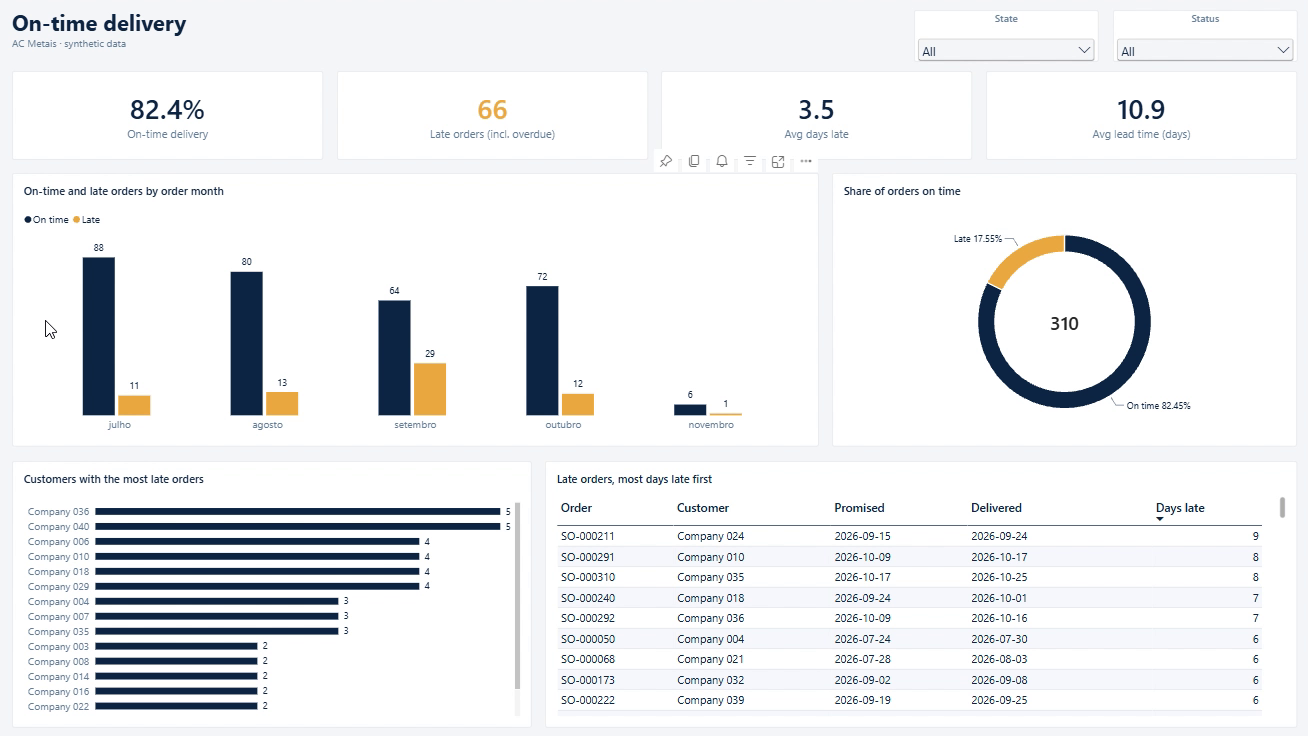 On-time delivery
AC Metais · synthetic data
State
All
Status
All
82.4%
On-time delivery
66
Late orders (incl. overdue)
3.5
Avg days late
10.9
Avg lead time (days)
On-time and late orders by order month
On time Late
88
11
julho
80
13
agosto
64
29
setembro
72
12
outubro
6
1
novembro
Share of orders on time
Late 17.55%
310
On time 82.45%
Customers with the most late orders
Company 036 5
Company 040 5
Company 006 4
Company 010 4
Company 018 4
Company 029 4
Company 004 3
Company 007 3
Company 035 3
Company 003 2
Company 008 2
Company 014 2
Company 016 2
Company 022 2
Late orders, most days late first
Order Customer Promised Delivered Days late
SO-000211 Company 024 2026-09-15 2026-09-24 9
SO-000291 Company 010 2026-10-09 2026-10-17 8
SO-000310 Company 035 2026-10-17 2026-10-25 8
SO-000240 Company 018 2026-09-24 2026-10-01 7
SO-000292 Company 036 2026-10-09 2026-10-16 7
SO-000050 Company 004 2026-07-24 2026-07-30 6
SO-000068 Company 021 2026-07-28 2026-08-03 6
SO-000173 Company 032 2026-09-02 2026-09-08 6
SO-000222 Company 039 2026-09-19 2026-09-25 6